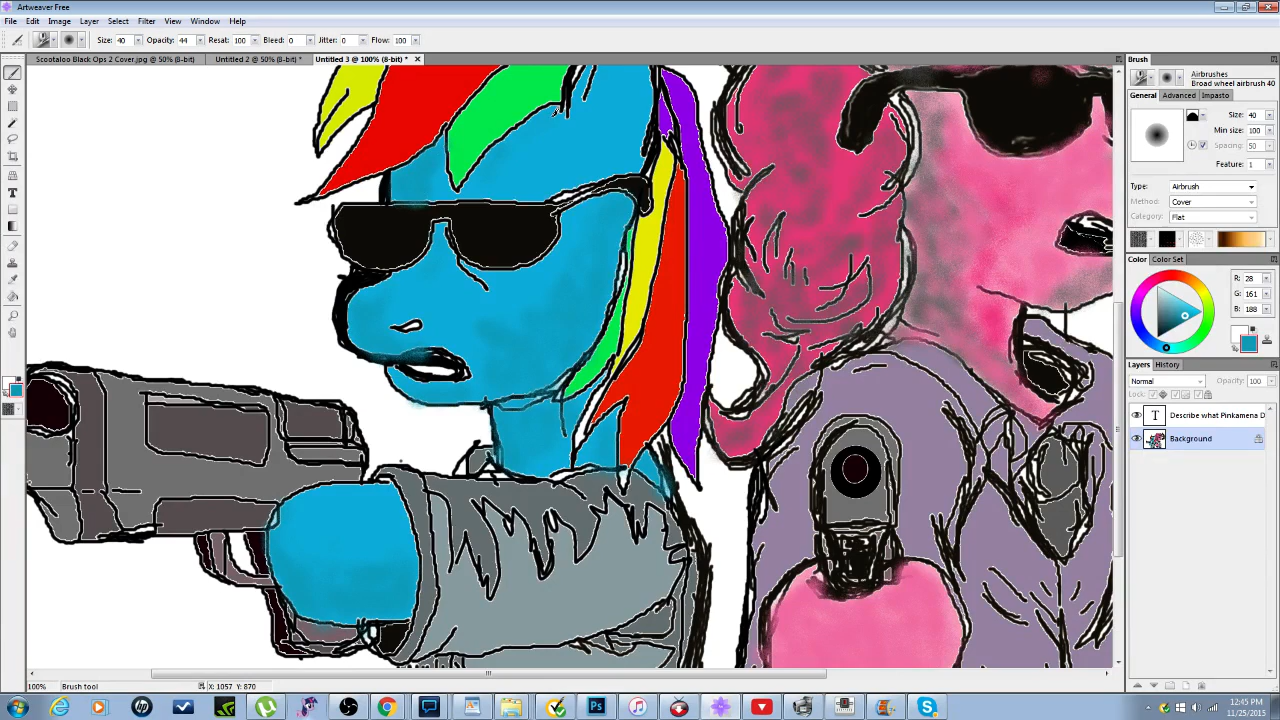 Artweaver Free
File Edit Image Layer Select Filter View Window Help
Size: 40 Opacity: 44 Resat: 100 Bleed: 0 Jitter: 0 Flow: 100
Scootaloo Black Ops 2 Cover.jpg @ 50% (8-bit) Untitled 2 @ 50% (8-bit) * Untitled 3 @ 100% (8-bit) *
Brush
Airbrushes
Broad wheel airbrush 40
General Advanced Impasto
Size: 40
Min size: 100
Spacing: 50
Feature: 1
Type: Airbrush
Method: Cover
Category: Flat
Color Color Set
R: 28
G: 161
B: 188
Layers History
Normal Opacity: 100
Lock:
T Describe what Pinkamena D
Background
100% Brush tool X: 1057 Y: 870
12:45 PM
11/25/2015